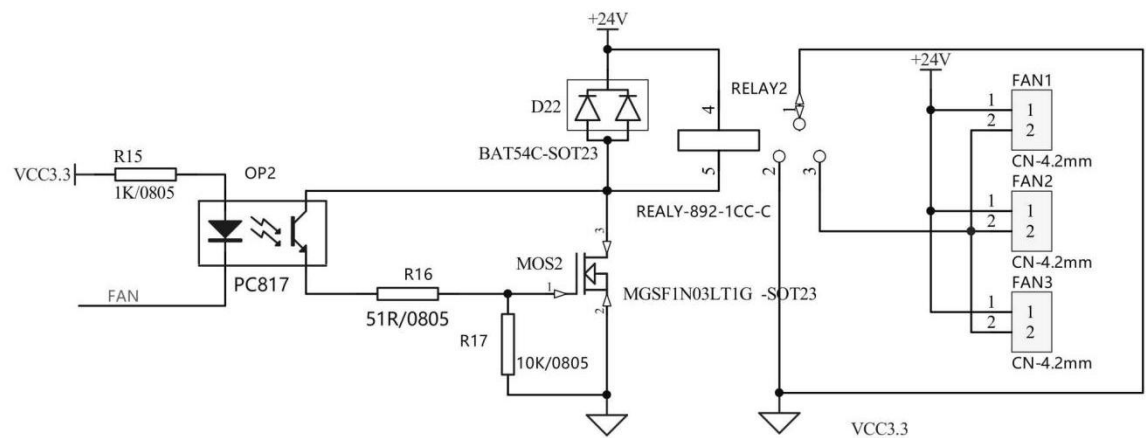 +24V
+24V
RELAY2
FAN1
D22
4
1
1
1
2
2
BAT54C-SOT23
CN-4.2mm
R15
OP2
VCC3.3
1K/0805
5
2
3
FAN2
1
1
2
2
REALY-892-1CC-C
CN-4.2mm
3
R16
MOS2
PC817
FAN
1
MGSF1N03LT1G -SOT23
FAN3
51R/0805
2
1
1
2
2
R17
10K/0805
CN-4.2mm
VCC3.3